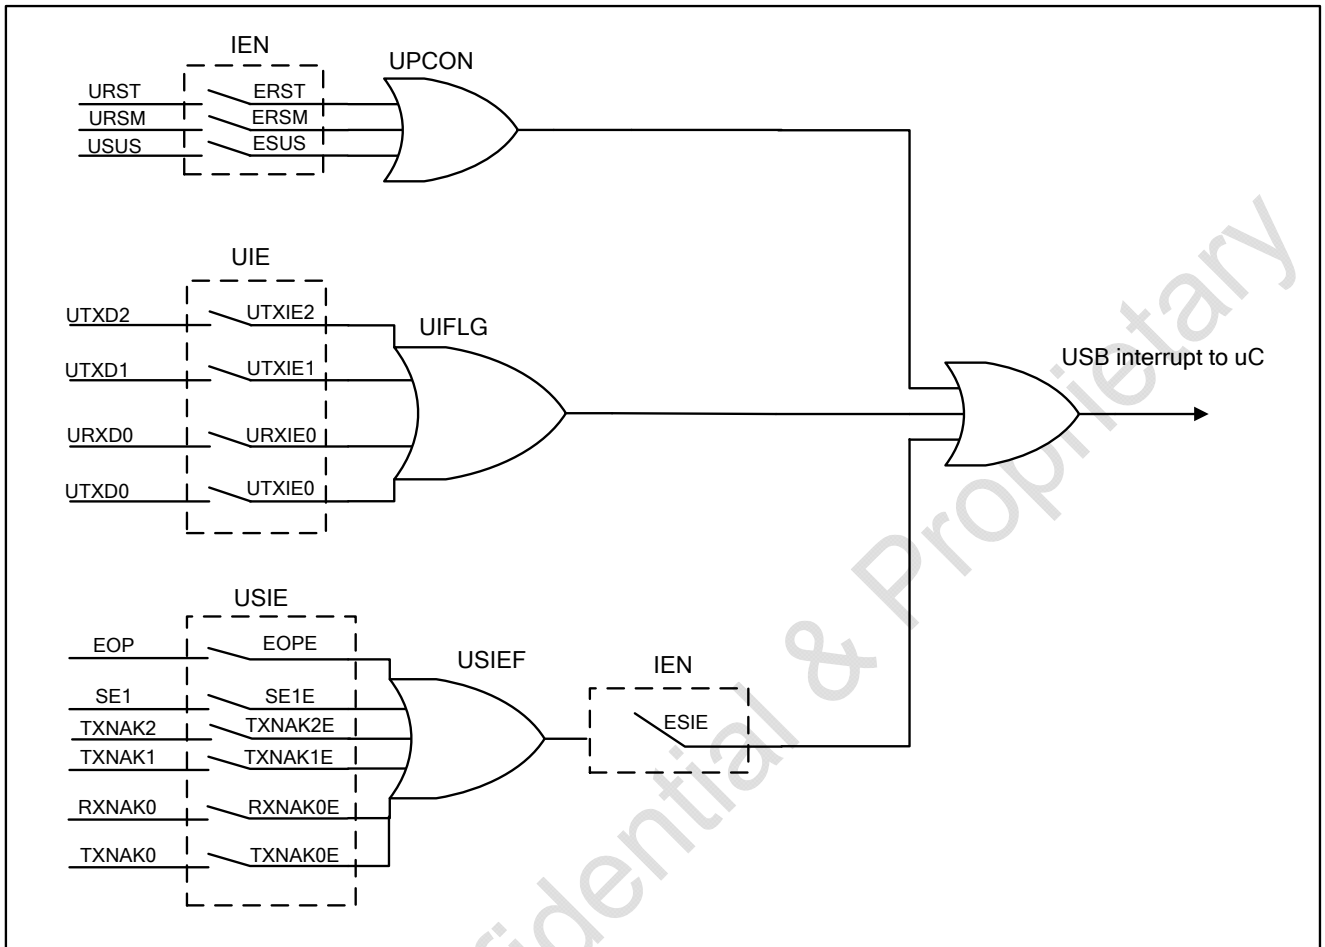 IEN
UPCON
URST ERST
URSM ERSM
USUS ESUS
UIE
UIFLG
UTXD2 UTXIE2
UTXD1 UTXIE1
URXD0 URXIE0
UTXD0 UTXIE0
USB interrupt to uC
USIE
USIEF
IEN
EOP EOPE
SE1 SE1E
TXNAK2 TXNAK2E
TXNAK1 TXNAK1E
RXNAK0 RXNAK0E
TXNAK0 TXNAK0E
ESIE
fidential & Proprietary